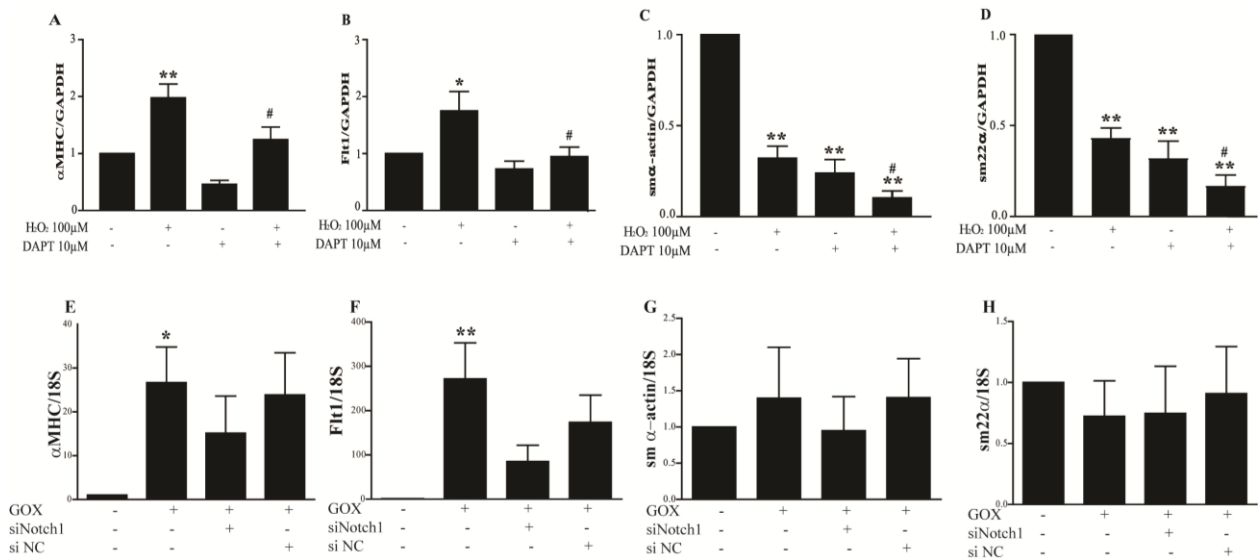 A
αMHC/GAPDH
3
2
1
0
**
#
H₂O₂ 100μM - + - +
DAPT 10μM - - + +
B
Flt1/GAPDH
3
2
1
0
*
#
H₂O₂ 100μM - + - +
DAPT 10μM - - + +
C
smα-actin/GAPDH
1.0
0.5
0.0
**
**
#
**
H₂O₂ 100μM - + - +
DAPT 10μM - - + +
D
sm22α/GAPDH
1.0
0.5
0.0
**
**
#
**
H₂O₂ 100μM - + - +
DAPT 10μM - - + +
E
αMHC/18S
40
30
20
10
0
*
GOX - + + +
siNotch1 - - + -
si NC - - - +
F
Flt1/18S
400
300
200
100
0
**
GOX - + + +
siNotch1 - - + -
si NC - - - +
G
sm α-actin/18S
2.5
2.0
1.5
1.0
0.5
0.0
GOX - + + +
siNotch1 - - + -
si NC - - - +
H
sm22α/18S
1.5
1.0
0.5
0.0
GOX - + + +
siNotch1 - - + -
si NC - - - +